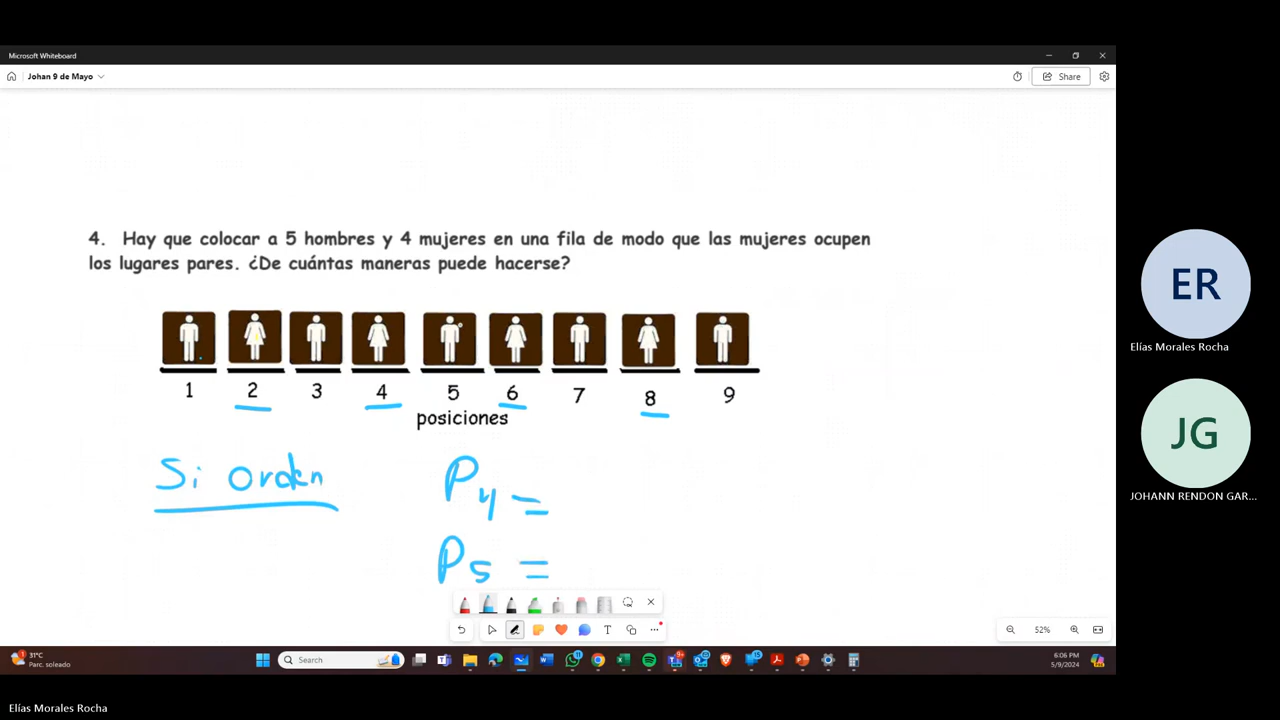 Microsoft Whiteboard
Johan 9 de Mayo
Share
4. Hay que colocar a 5 hombres y 4 mujeres en una fila de modo que las mujeres ocupen
los lugares pares. ¿De cuántas maneras puede hacerse?
1 2 3 4 5 6 7 8 9
posiciones
Si orden
P4 =
P5 =
52%
ER
Elías Morales Rocha
JG
JOHANN RENDON GAR...
31°C
Parc. soleado
Search
6:06 PM
5/9/2024
Elías Morales Rocha